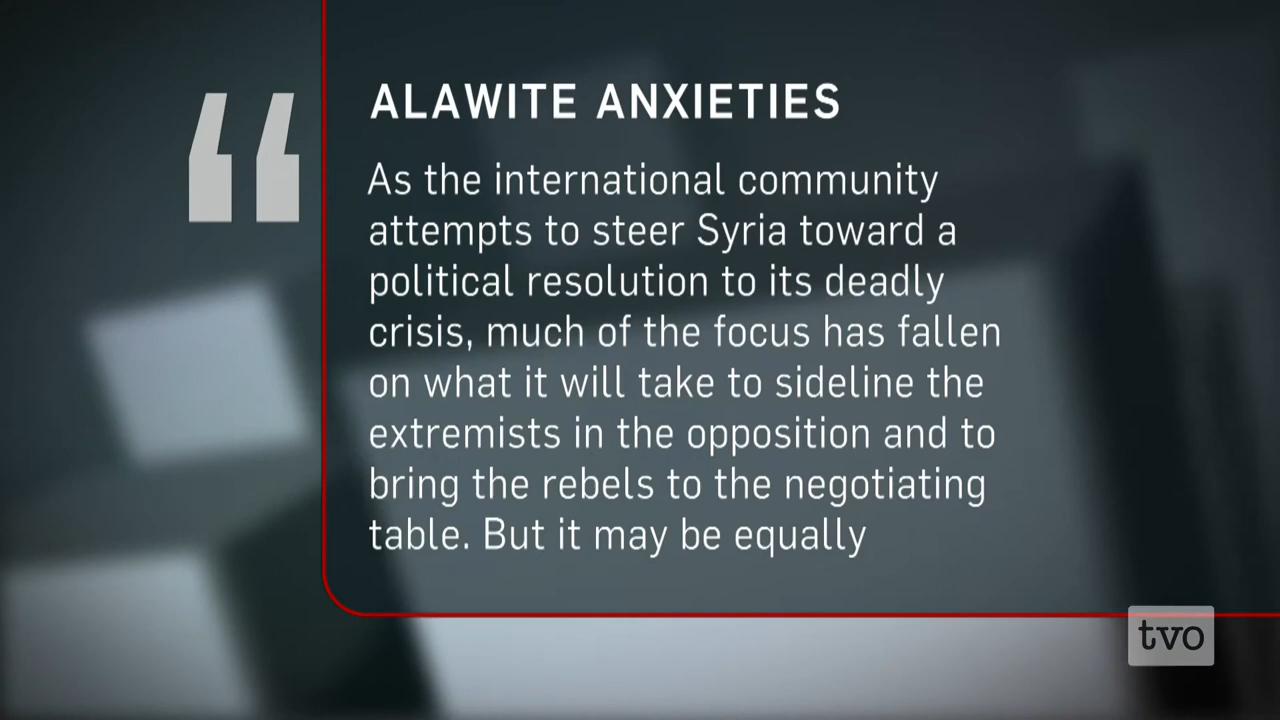 “
ALAWITE ANXIETIES
As the international community
attempts to steer Syria toward a
political resolution to its deadly
crisis, much of the focus has fallen
on what it will take to sideline the
extremists in the opposition and to
bring the rebels to the negotiating
table. But it may be equally
tvo